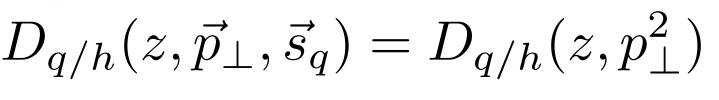 D_{q/h}(z, \vec{p}_{\perp}, \vec{s}_q) = D_{q/h}(z, p_{\perp}^2)